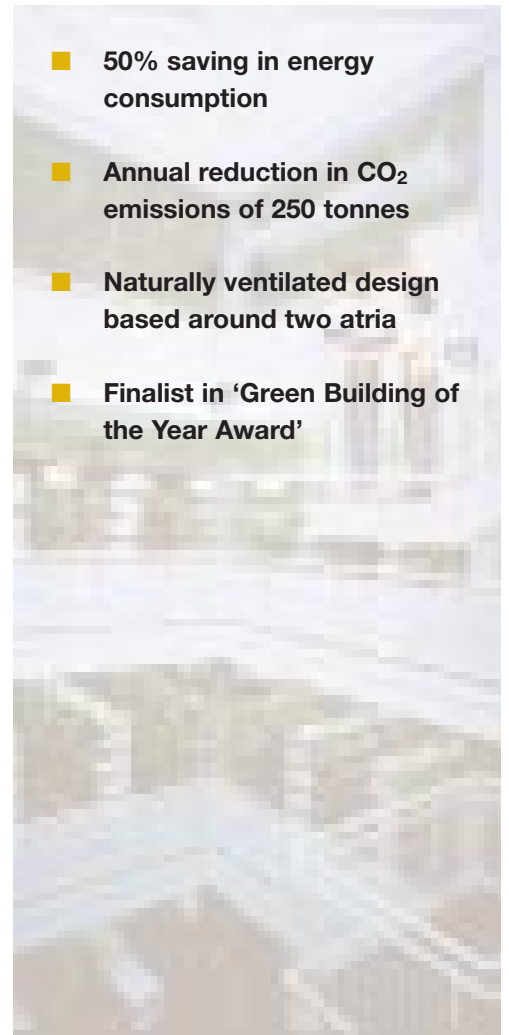 50% saving in energy
consumption
Annual reduction in CO₂
emissions of 250 tonnes
Naturally ventilated design
based around two atria
Finalist in ‘Green Building of
the Year Award’